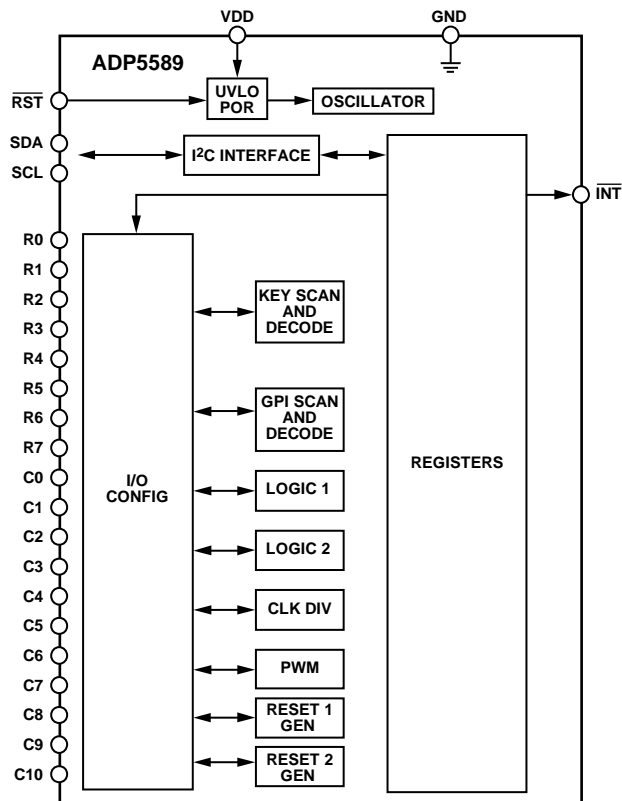 VDD
GND
ADP5589
UVLO
POR
OSCILLATOR
RST
SDA
SCL
I²C INTERFACE
INT
R0
R1
R2
R3
R4
R5
R6
R7
C0
C1
C2
C3
C4
C5
C6
C7
C8
C9
C10
I/O
CONFIG
KEY SCAN
AND
DECODE
GPI SCAN
AND
DECODE
LOGIC 1
LOGIC 2
CLK DIV
PWM
RESET 1
GEN
RESET 2
GEN
REGISTERS